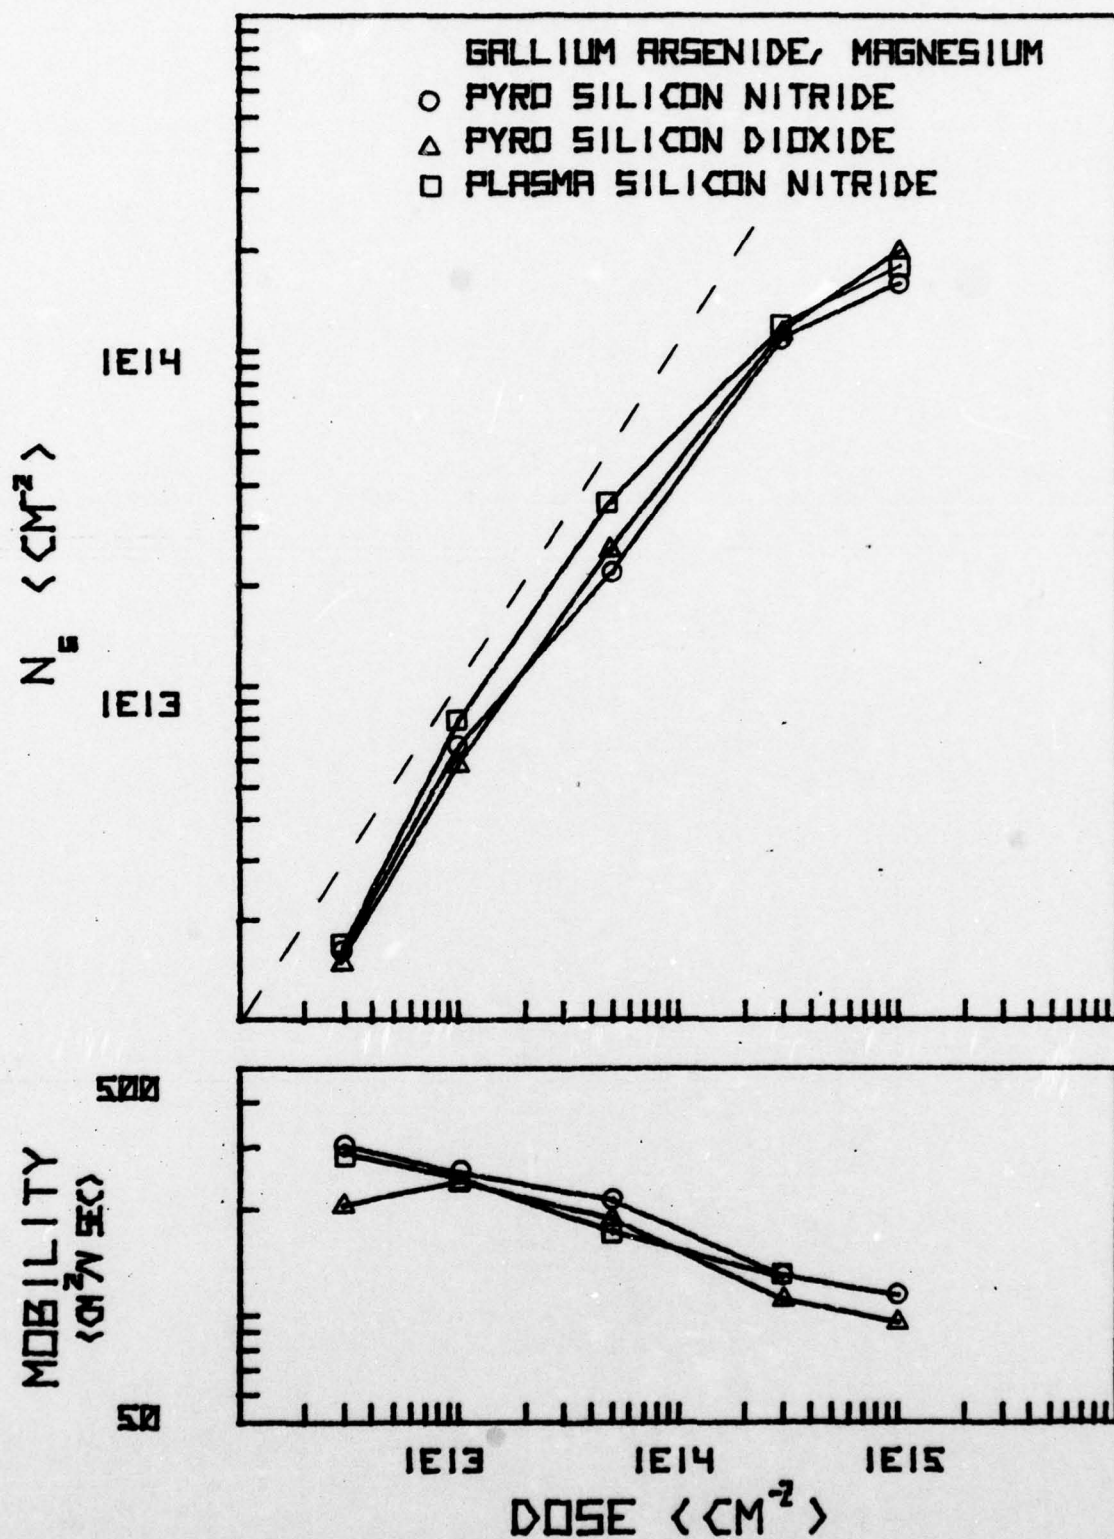 GALLIUM ARSENIDE, MAGNESIUM
PYRO SILICON NITRIDE
PYRO SILICON DIOXIDE
PLASMA SILICON NITRIDE
1E14
N_s <CM⁻²>
1E13
500
MOBILITY
<CM²/V SEC>
50
1E13 1E14 1E15
DOSE <CM⁻²>